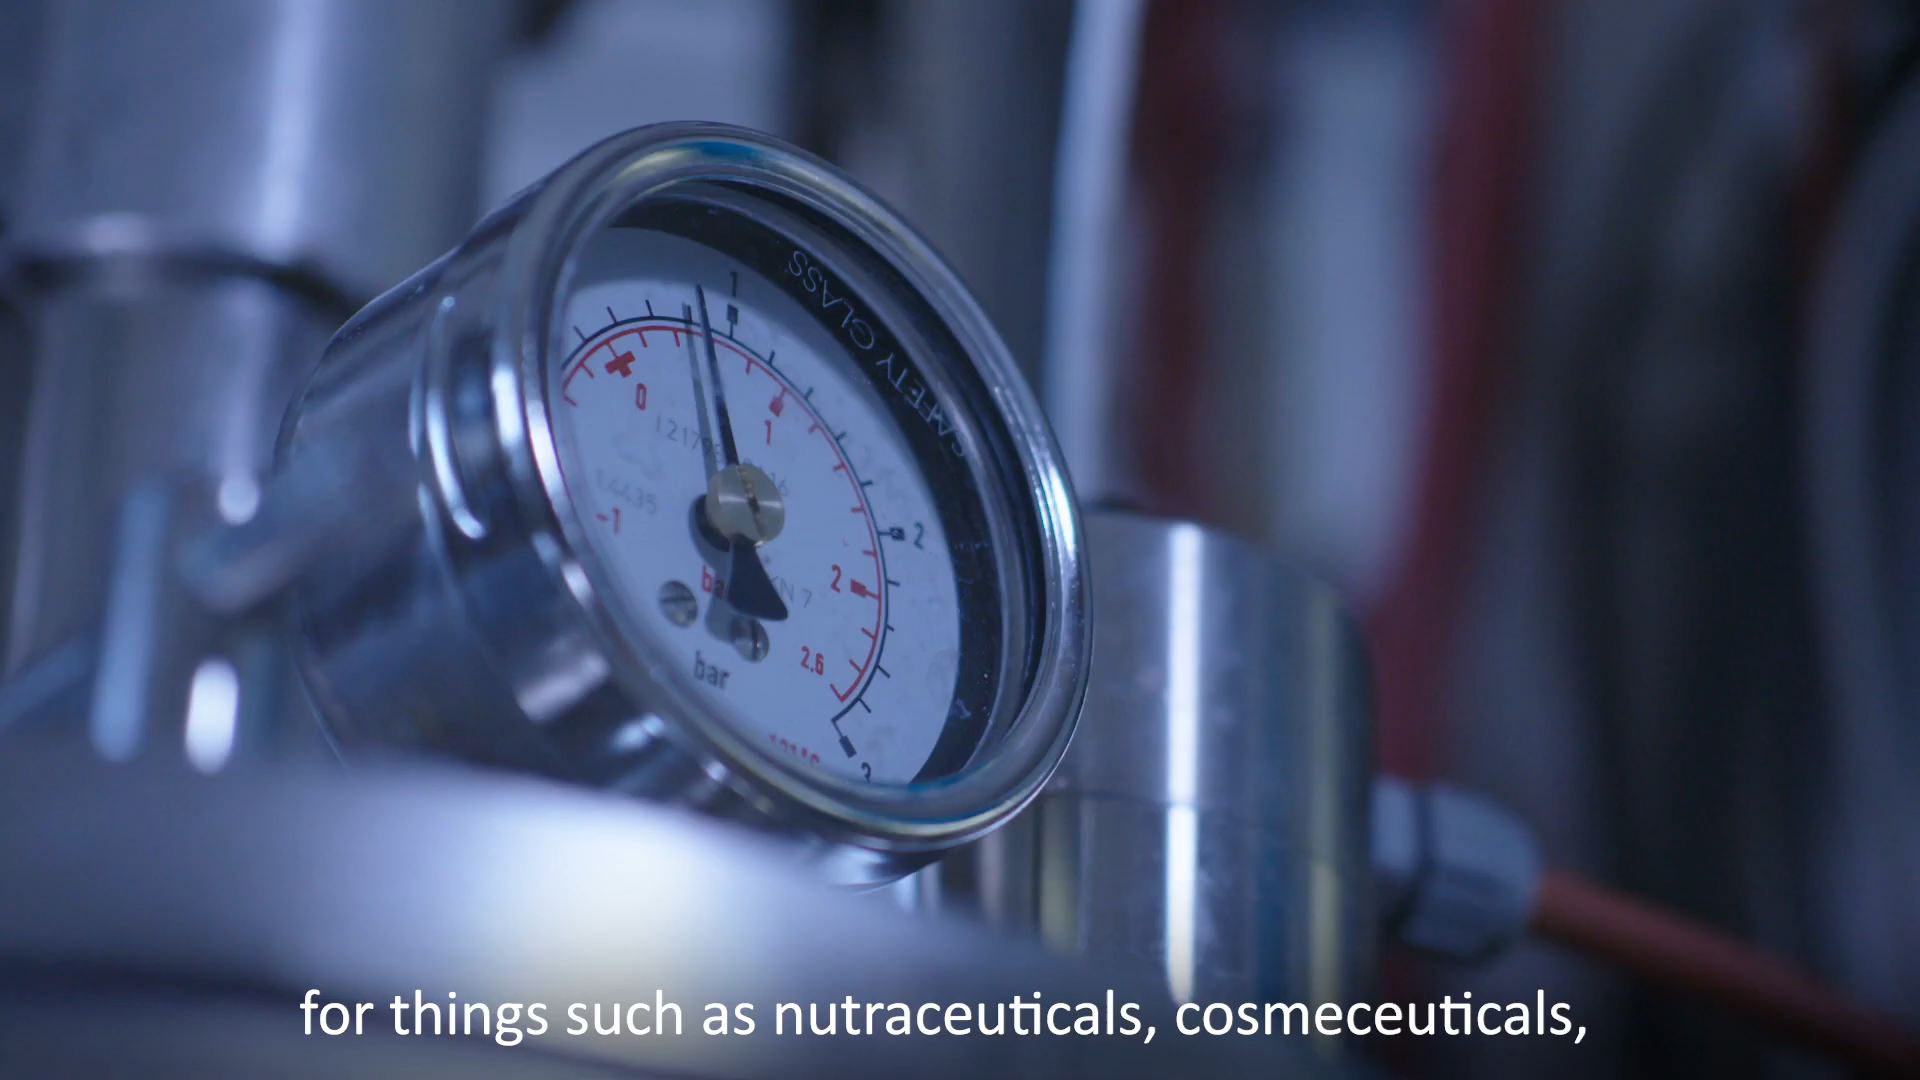 SAFETY GLASS
1
0
1
-1
2
2
2.6
bar
3
for things such as nutraceuticals, cosmeceuticals,